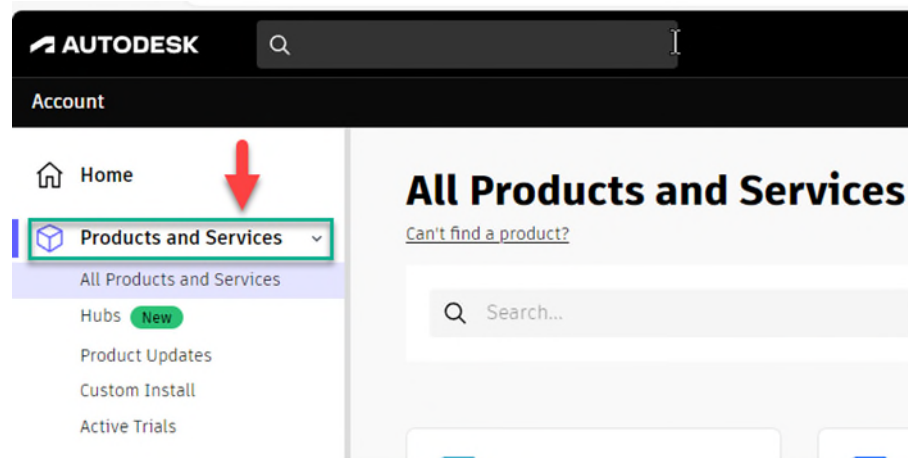 AUTODESK
Account
Home
Products and Services
All Products and Services
Hubs New
Product Updates
Custom Install
Active Trials
All Products and Services
Can't find a product?
Search...